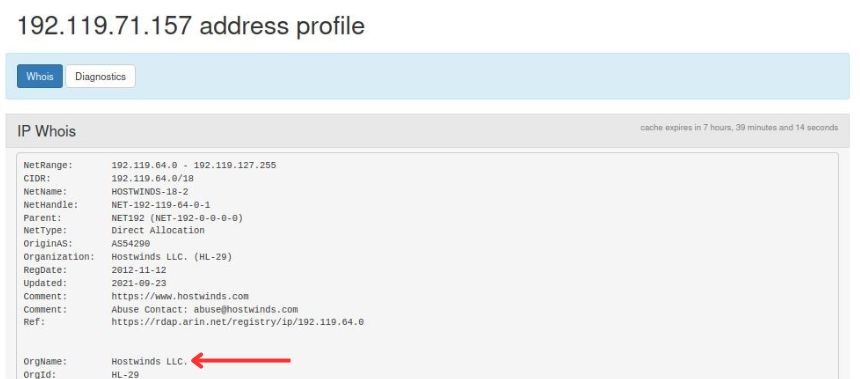 192.119.71.157 address profile
Whois Diagnostics
IP Whois cache expires in 7 hours, 39 minutes and 14 seconds
NetRange: 192.119.64.0 - 192.119.127.255
CIDR: 192.119.64.0/18
NetName: HOSTWINDS-18-2
NetHandle: NET-192-119-64-0-1
Parent: NET192 (NET-192-0-0-0-0)
NetType: Direct Allocation
OriginAS: AS54290
Organization: Hostwinds LLC. (HL-29)
RegDate: 2012-11-12
Updated: 2021-09-23
Comment: https://www.hostwinds.com
Comment: Abuse Contact: abuse@hostwinds.com
Ref: https://rdap.arin.net/registry/ip/192.119.64.0
OrgName: Hostwinds LLC.
OrgId: HL-29